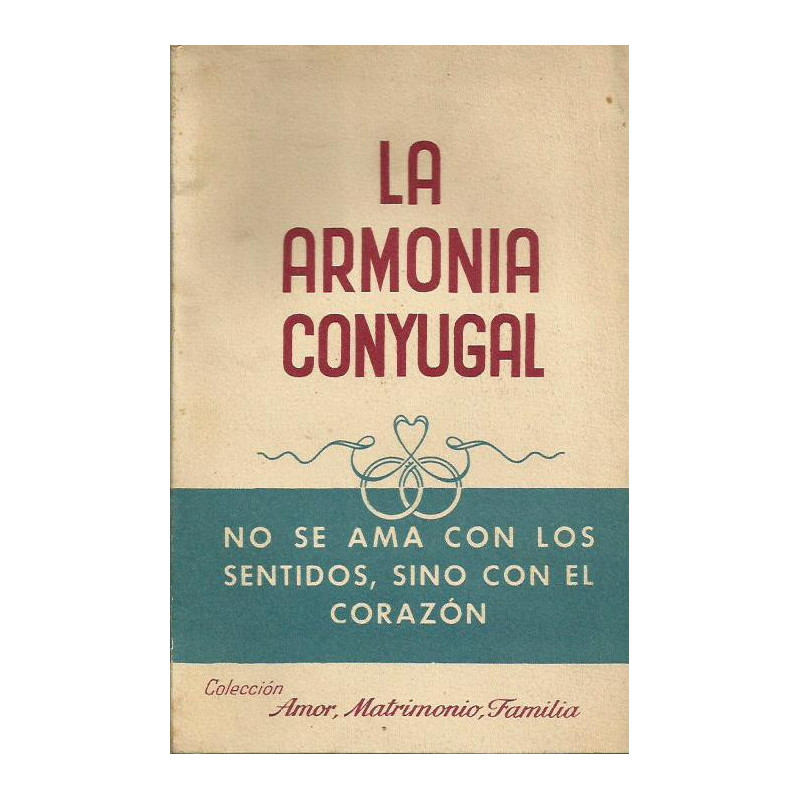 LA
ARMONIA
CONYUGAL
NO SE AMA CON LOS
SENTIDOS, SINO CON EL
CORAZÓN
Colección
Amor, Matrimonio, Familia